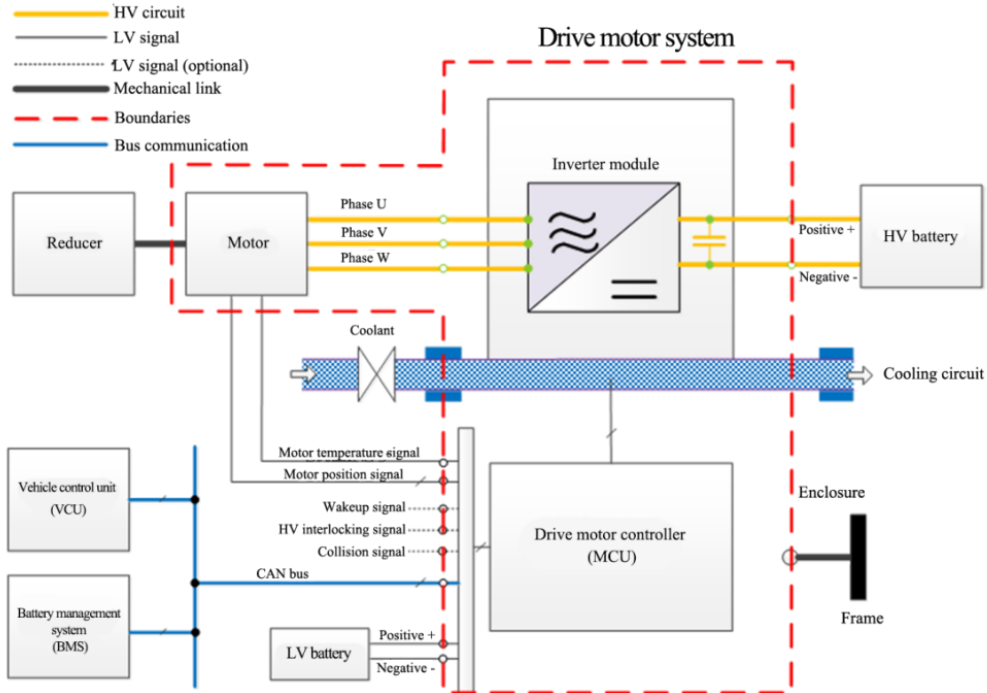 HV circuit
LV signal
LV signal (optional)
Mechanical link
Boundaries
Bus communication
Drive motor system
Inverter module
Reducer
Motor
Phase U
Phase V
Phase W
Positive +
Negative -
HV battery
Coolant
Cooling circuit
Motor temperature signal
Motor position signal
Wakeup signal
HV interlocking signal
Collision signal
CAN bus
Vehicle control unit
(VCU)
Battery management
system
(BMS)
LV battery
Positive +
Negative -
Drive motor controller
(MCU)
Enclosure
Frame